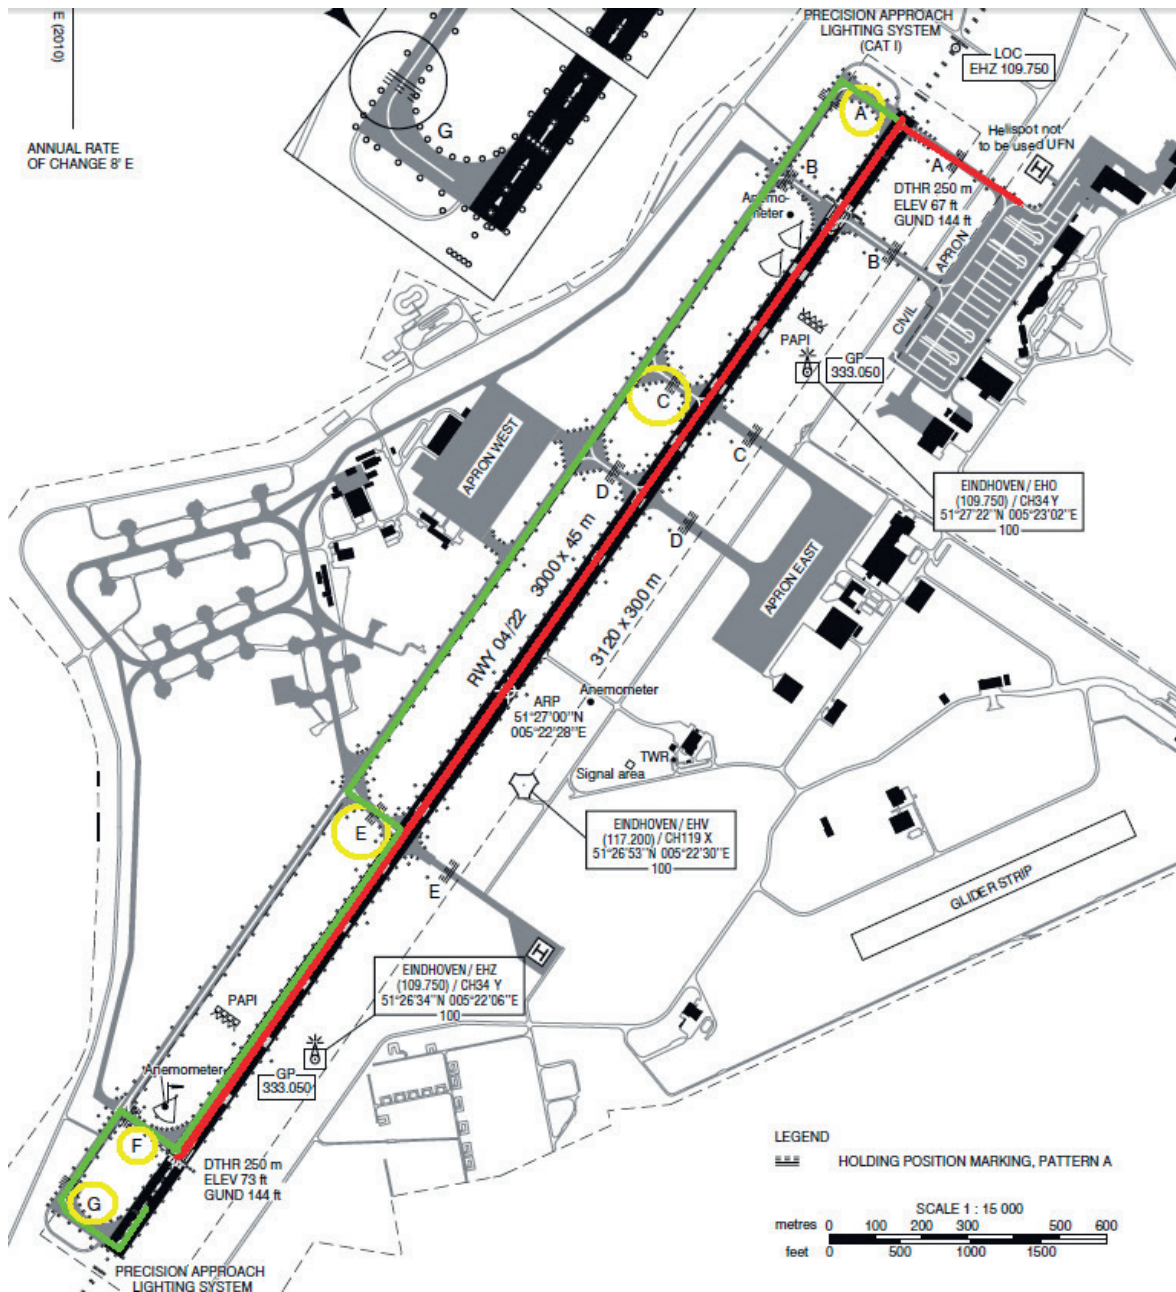 E (2010)
ANNUAL RATE
OF CHANGE 8' E
G
PRECISION APPROACH
LIGHTING SYSTEM
(CAT I)
LOC
EHZ 109.750
A
Helispot not
to be used UFN
H
A
DTHR 250 m
ELEV 67 ft
GUND 144 ft
B
Anemo-
meter
B
APRON
CIVIL
PAPI
GP
333.050
C
C
APRON WEST
D
D
EINDHOVEN / EHO
(109.750) / CH34 Y
51°27'22''N 005°23'02''E
100
APRON EAST
RWY 04/22
3000 x 45 m
3120 x 300 m
ARP
51°27'00''N
005°22'28''E
Anemometer
TWR
Signal area
E
EINDHOVEN / EHV
(117.200) / CH119 X
51°26'53''N 005°22'30''E
100
E
GLIDER STRIP
H
EINDHOVEN / EHZ
(109.750) / CH34 Y
51°26'34''N 005°22'06''E
100
PAPI
Anemometer
GP
333.050
F
DTHR 250 m
ELEV 73 ft
GUND 144 ft
G
PRECISION APPROACH
LIGHTING SYSTEM
LEGEND
HOLDING POSITION MARKING, PATTERN A
SCALE 1 : 15 000
metres 0 100 200 300 500 600
feet 0 500 1000 1500